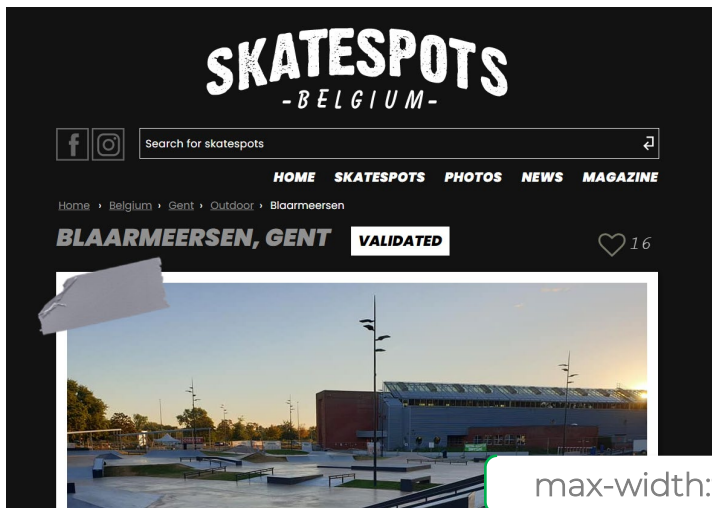 SKATESPOTS
-BELGIUM-
Search for skatespots
HOME SKATESPOTS PHOTOS NEWS MAGAZINE
Home › Belgium › Gent › Outdoor › Blaarmeersen
BLAARMEERSEN, GENT VALIDATED 16
max-width: